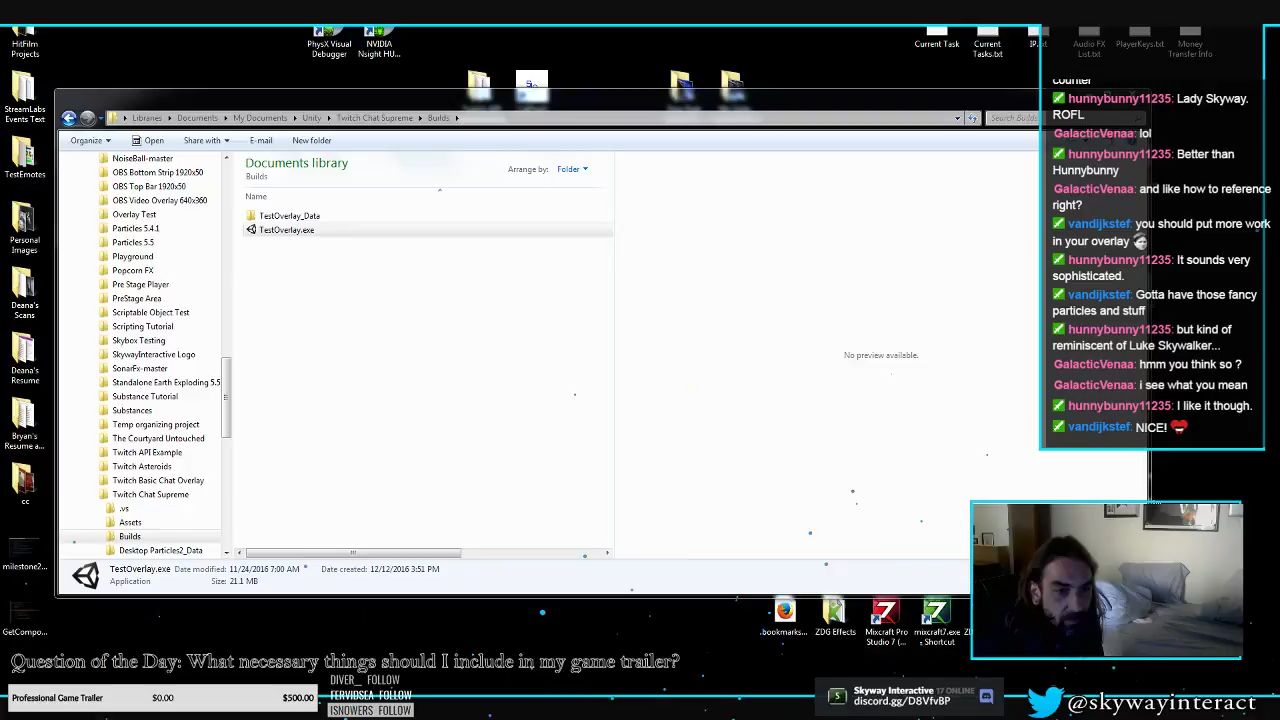 HitFilm
Projects
PhysX Visual
Debugger
NVIDIA
Nsight HU...
Current Task
Current
Tasks.txt
IP.txt
Audio FX
List.txt
PlayerKeys.txt
Money
Transfer Info
StreamLabs
Events Text
TestEmotes
Personal
Images
Deana's
Scans
Deana's
Resume
Bryan's
Resume a...
cc
milestone2...
GetCompo...
Libraries
Documents
My Documents
Unity
Twitch Chat Supreme
Builds
Search Builds
Organize
Open
Share with
E-mail
New folder
NoiseBall-master
OBS Bottom Strip 1920x50
OBS Top Bar 1920x50
OBS Video Overlay 640x360
Overlay Test
Particles 5.4.1
Particles 5.5
Playground
Popcorn FX
Pre Stage Player
PreStage Area
Scriptable Object Test
Scripting Tutorial
Skybox Testing
SkywayInteractive Logo
SonarFx-master
Standalone Earth Exploding 5.5
Substance Tutorial
Substances
Temp organizing project
The Courtyard Untouched
Twitch API Example
Twitch Asteroids
Twitch Basic Chat Overlay
Twitch Chat Supreme
.vs
Assets
Builds
Desktop Particles2_Data
Documents library
Builds
Arrange by: Folder
Name
TestOverlay_Data
TestOverlay.exe
No preview available.
TestOverlay.exe Date modified: 11/24/2016 7:00 AM Date created: 12/12/2016 3:51 PM
Application Size: 21.1 MB
counter
hunnybunny11235: Lady Skyway.
ROFL
GalacticVenaa: lol
hunnybunny11235: Better than
Hunnybunny
GalacticVenaa: and like how to reference
right?
vandijkstef: you should put more work
in your overlay
hunnybunny11235: It sounds very
sophisticated.
vandijkstef: Gotta have those fancy
particles and stuff
hunnybunny11235: but kind of
reminiscent of Luke Skywalker...
GalacticVenaa: hmm you think so ?
GalacticVenaa: i see what you mean
hunnybunny11235: I like it though.
vandijkstef: NICE!
bookmarks...
ZDG Effects
Mixcraft Pro
Studio 7 (...
mixcraft7.exe
Shortcut
Question of the Day: What necessary things should I include in my game trailer?
Professional Game Trailer $0.00 $500.00
DIVER_ FOLLOW
FERVIDSEA FOLLOW
ISNOWERS FOLLOW
Skyway Interactive 17 ONLINE
discord.gg/D8VfvBP
@skywayinteract